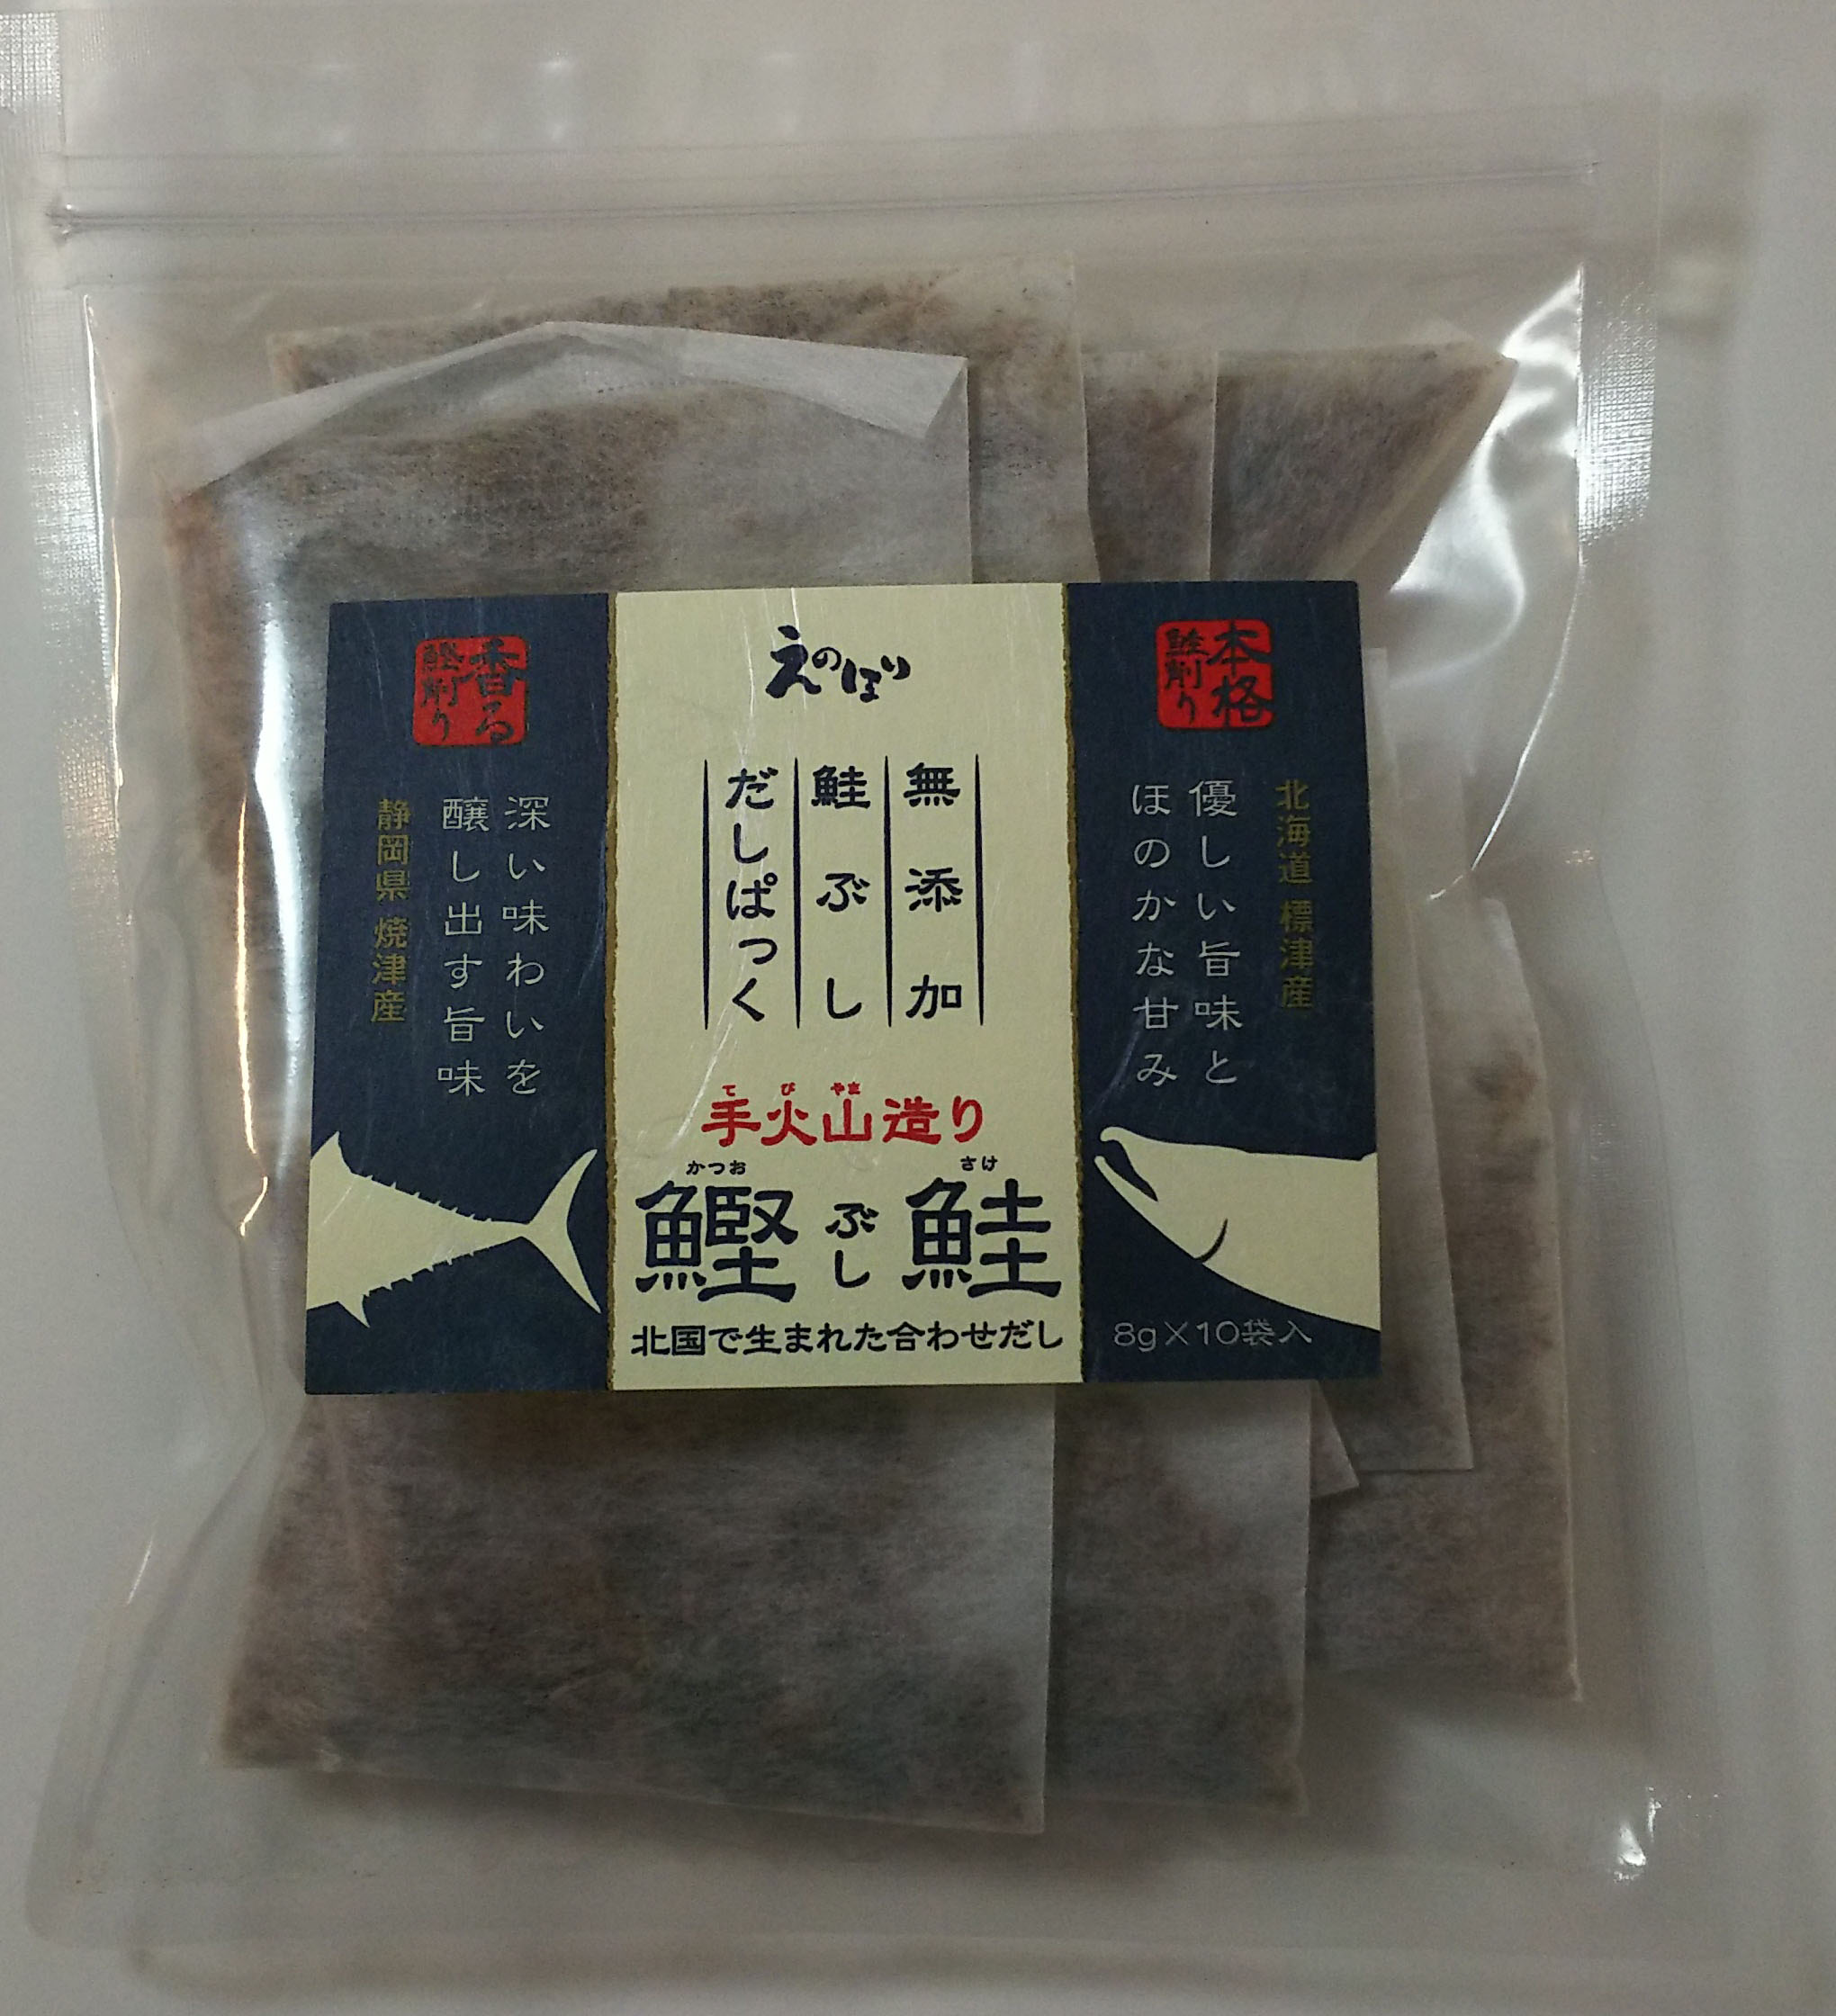 えのぼり
無添加
鮭ぶし
だしぱっく
てびやま
手火山造り
さけ
鮭
ぶし
かつお
鰹
北国で生まれた合わせだし
本格
鮭削り
北海道 標津産
優しい旨味と
ほのかな甘み
8g×10袋入
香る
鰹削り
深い味わいを
醸し出す旨味
静岡県 焼津産